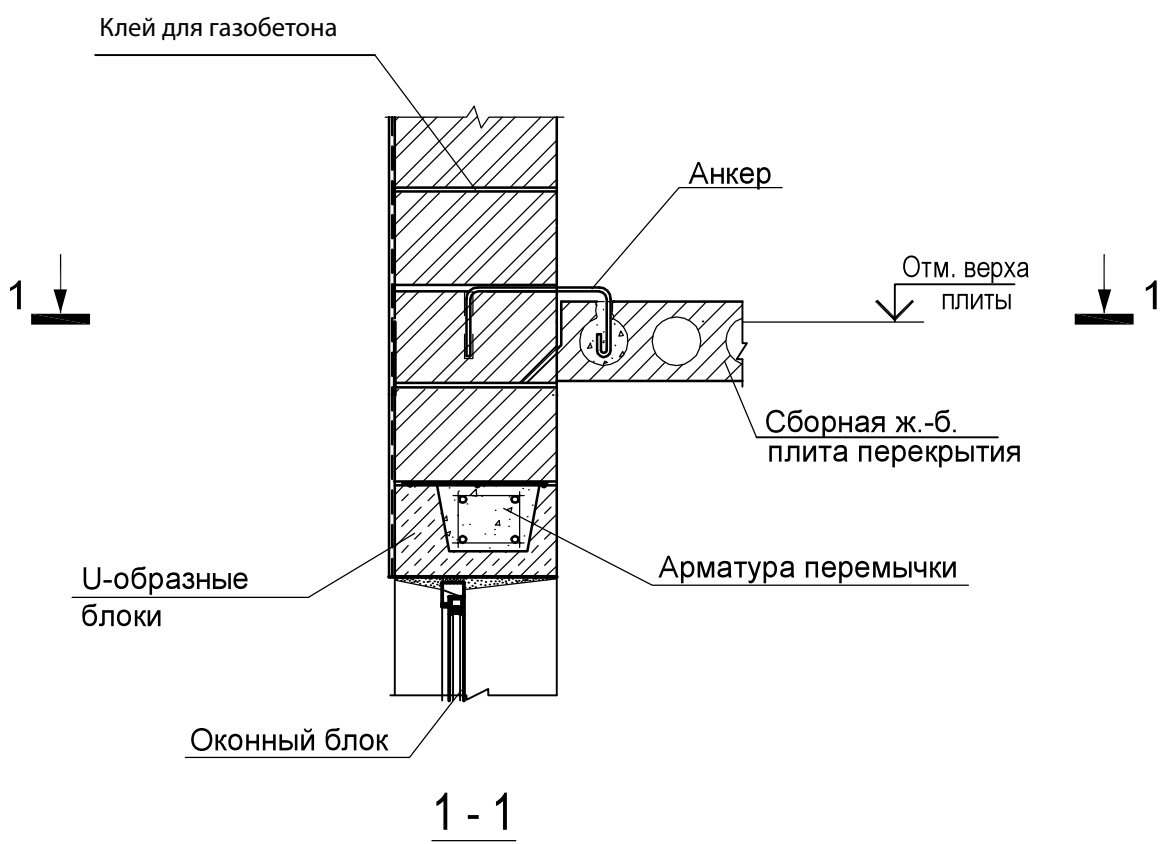 Клей для газобетона
Анкер
Отм. верха
плиты
1
1
Сборная ж.-б.
плита перекрытия
Арматура перемычки
U-образные
блоки
Оконный блок
1 - 1